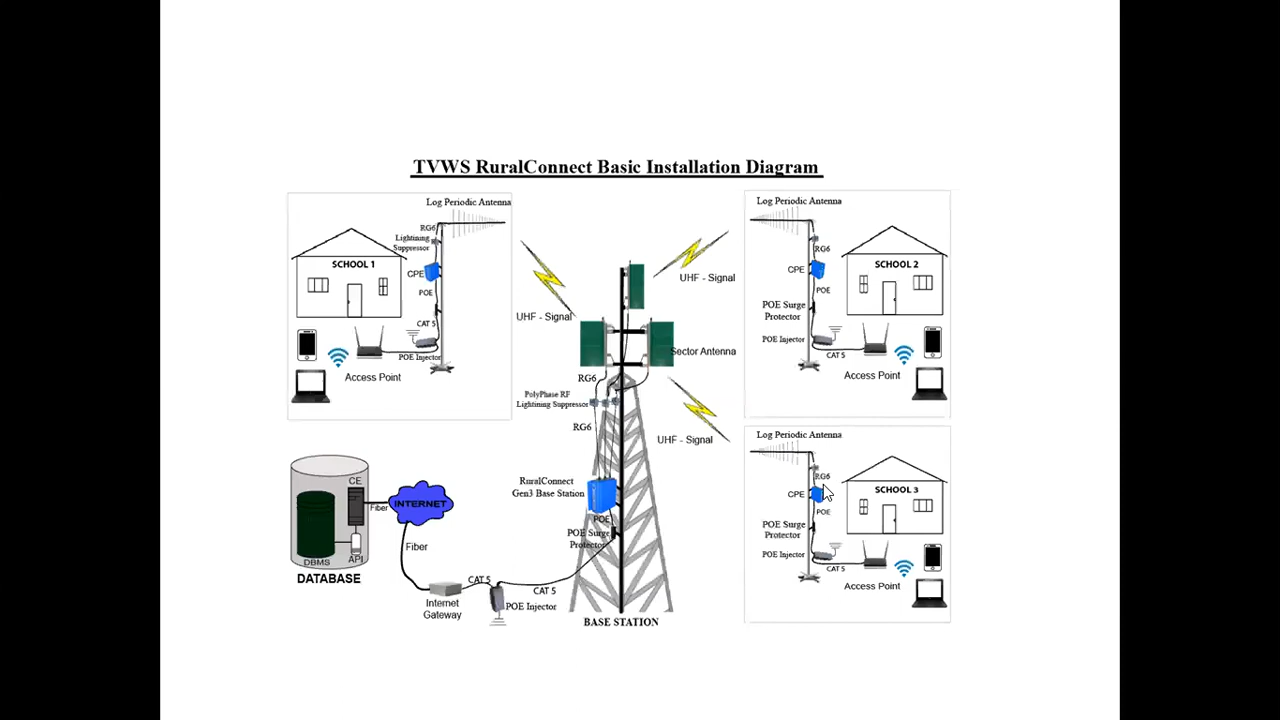 TVWS RuralConnect Basic Installation Diagram
Log Periodic Antenna
RG6
Lightining
Suppressor
SCHOOL 1
CPE
POE
CAT 5
POE Injector
Access Point
UHF - Signal
UHF - Signal
Sector Antenna
RG6
PolyPhase RF
Lightining Suppressor
RG6
UHF - Signal
RuralConnect
Gen3 Base Station
POE
POE Surge
Protector
CAT 5
CAT 5
POE Injector
BASE STATION
Internet
Gateway
Fiber
INTERNET
Fiber
CE
API
DBMS
DATABASE
Log Periodic Antenna
RG6
SCHOOL 2
CPE
POE
POE Surge
Protector
POE Injector
CAT 5
Access Point
Log Periodic Antenna
RG6
SCHOOL 3
CPE
POE
POE Surge
Protector
POE Injector
CAT 5
Access Point